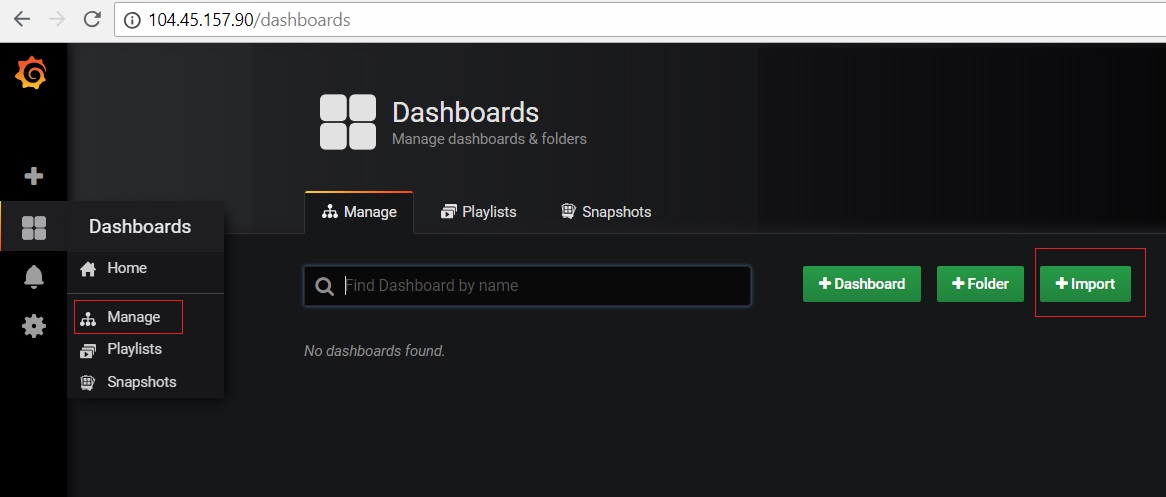 104.45.157.90/dashboards
Dashboards
Manage dashboards & folders
Manage Playlists Snapshots
Dashboards
Home
Manage
Playlists
Snapshots
Find Dashboard by name
+Dashboard +Folder +Import
No dashboards found.